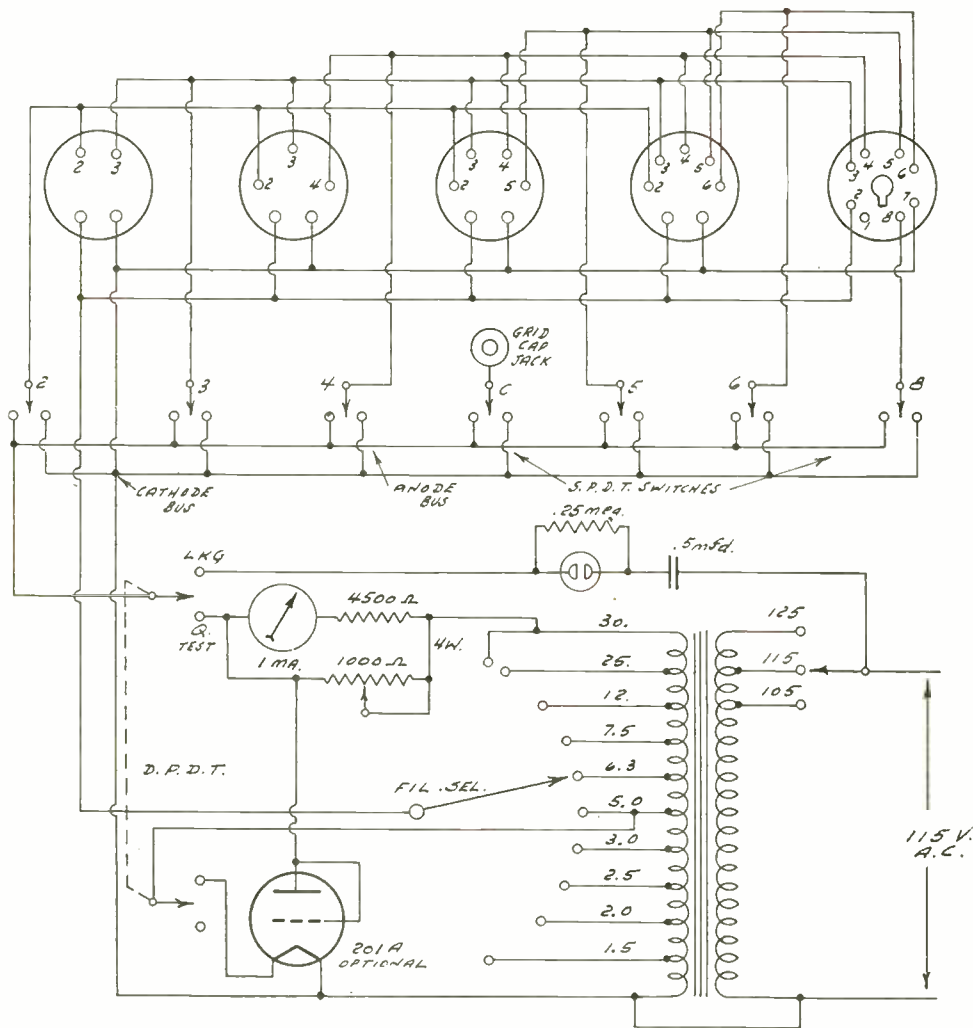 2 3
3
2 4
3 4
2 5
4
3 5
2 6
4 5
3 6
2 7
1 8
GRID
CAP
JACK
2 3 4 C 5 6 8
CATHODE
BUS
ANODE
BUS
S.P.D.T. SWITCHES
.25 meg.
.5 mfd.
LKG
Q.
TEST
4500 Ω
1 MA.
1000 Ω
4W.
30.
25.
12.
7.5
6.3
5.0
3.0
2.5
2.0
1.5
125
115
105
D.P.D.T.
FIL. SEL.
115 V.
A.C.
201A
OPTIONAL